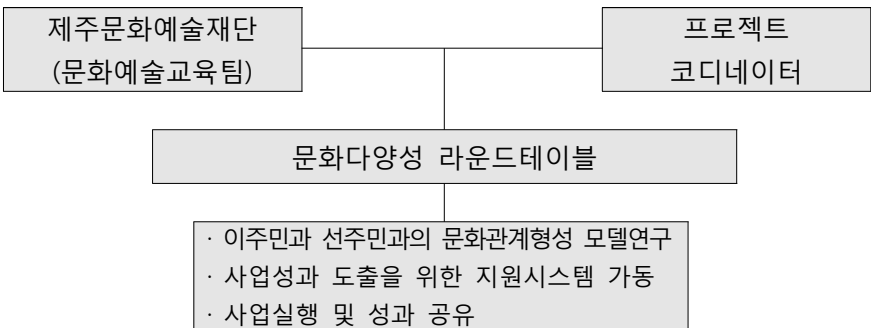 제주문화예술재단
(문화예술교육팀)
프로젝트
코디네이터
문화다양성 라운드테이블
· 이주민과 선주민과의 문화관계형성 모델연구
· 사업성과 도출을 위한 지원시스템 가동
· 사업실행 및 성과 공유